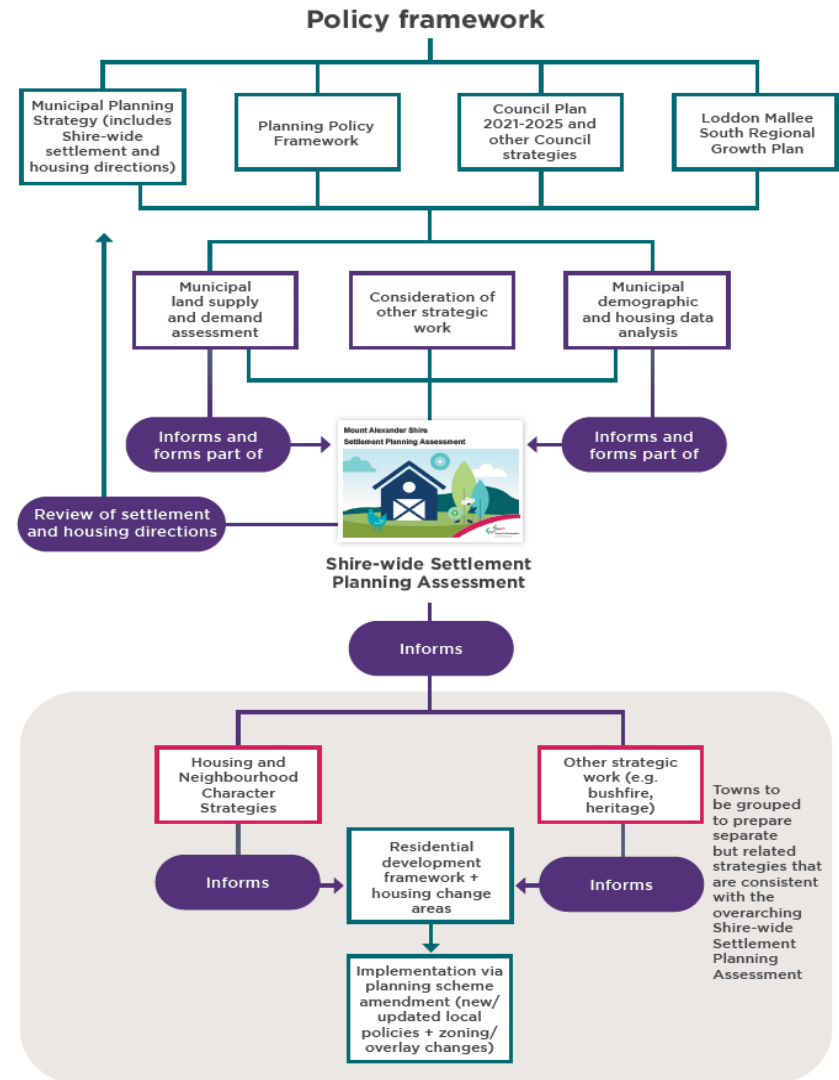 Policy framework
Municipal Planning
Strategy (includes
Shire-wide
settlement and
housing directions)
Planning Policy
Framework
Council Plan
2021-2025 and
other Council
strategies
Loddon Mallee
South Regional
Growth Plan
Municipal
land supply
and demand
assessment
Consideration of
other strategic
work
Municipal
demographic
and housing data
analysis
Informs and
forms part of
Mount Alexander Shire
Settlement Planning Assessment
Informs and
forms part of
Review of settlement
and housing directions
Shire-wide Settlement
Planning Assessment
Informs
Housing and
Neighbourhood
Character
Strategies
Other strategic
work (e.g.
bushfire,
heritage)
Towns to
be grouped
to prepare
separate
but related
strategies that
are consistent
with the
overarching
Shire-wide
Settlement
Planning
Assessment
Informs
Residential
development
framework +
housing change
areas
Informs
Implementation via
planning scheme
amendment (new/
updated local
policies + zoning/
overlay changes)